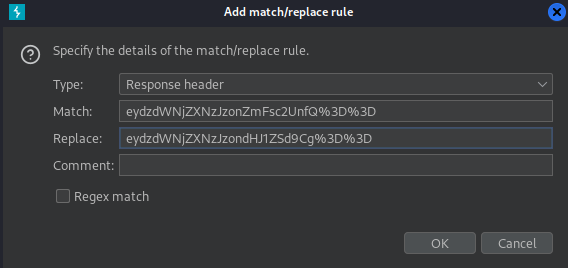 Add match/replace rule
Specify the details of the match/replace rule.
Type: Response header
Match: eydzdWNjZXNzJzonZmFsc2UnfQ%3D%3D
Replace: eydzdWNjZXNzJzondHJ1ZSd9Cg%3D%3D
Comment:
Regex match
OK Cancel